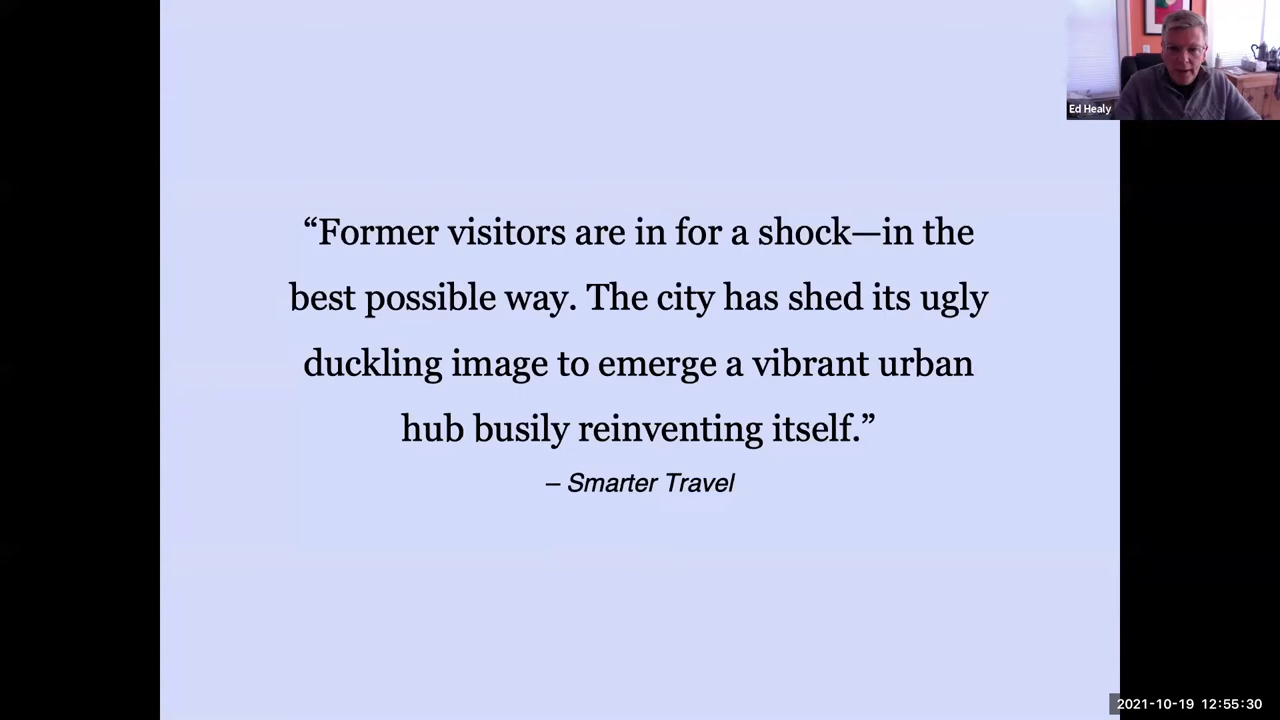 Ed Healy
“Former visitors are in for a shock—in the
best possible way. The city has shed its ugly
duckling image to emerge a vibrant urban
hub busily reinventing itself.”
– Smarter Travel
2021-10-19 12:55:30